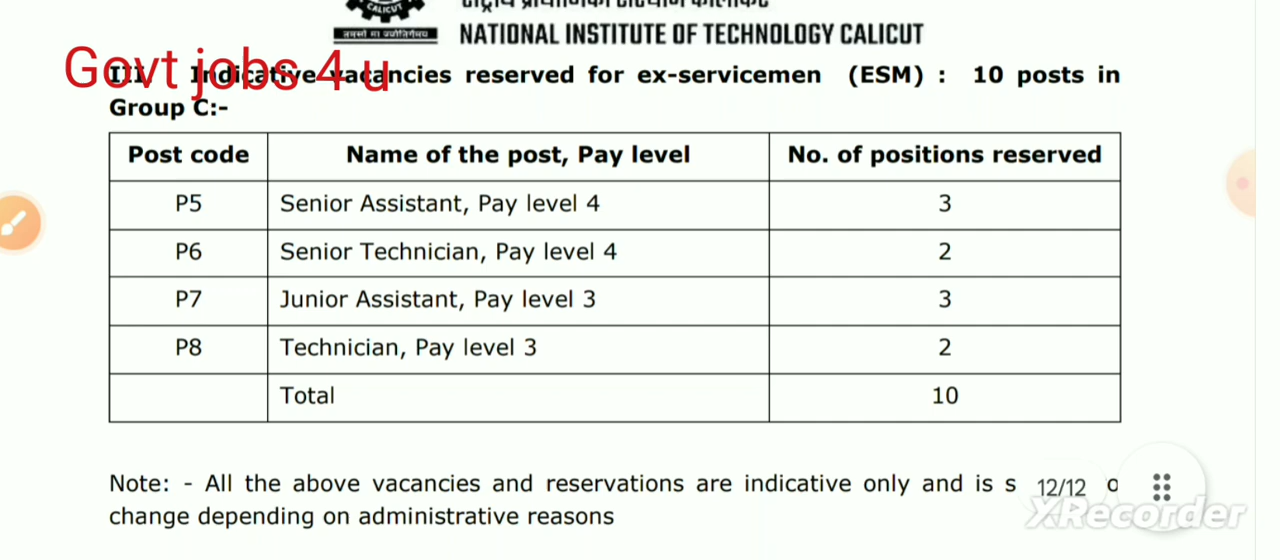 CALICUT
तमसो मा ज्योतिर्गमय
NATIONAL INSTITUTE OF TECHNOLOGY CALICUT
Govt jobs 4 u
III Indicative vacancies reserved for ex-servicemen (ESM) : 10 posts in
Group C:-
Post code Name of the post, Pay level No. of positions reserved
P5 Senior Assistant, Pay level 4 3
P6 Senior Technician, Pay level 4 2
P7 Junior Assistant, Pay level 3 3
P8 Technician, Pay level 3 2
Total 10
Note: - All the above vacancies and reservations are indicative only and is
12/12
change depending on administrative reasons
XRecorder